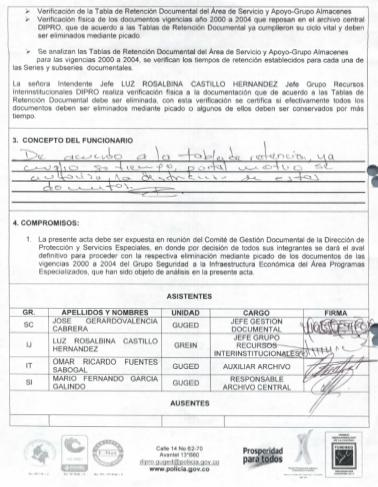 ➢ Verificación de la Tabla de Retención Documental del Área de Servicio y Apoyo-Grupo Almacenes
➢ Verificación física de los documentos vigencias año 2000 a 2004 que reposan en el archivo central
DIPRO, que de acuerdo a las Tablas de Retención Documental ya cumplieron su ciclo vital y deben
ser eliminados mediante picado.
➢ Se analizan las Tablas de Retención Documental del Área de Servicio y Apoyo-Grupo Almacenes
para las vigencias 2000 a 2004, se verifican los tiempos de retención establecidos para cada una de
las Series y subseries documentales.
La señora Intendente Jefe LUZ ROSALBINA CASTILLO HERNANDEZ Jefe Grupo Recursos
Interinstitucionales DIPRO realiza verificación física a la documentación que de acuerdo a las Tablas de
Retención Documental debe ser eliminada, con esta verificación se certifica si efectivamente todos los
documentos deben ser eliminados mediante picado o algunos de ellos deben ser conservados por más
tiempo.
3. CONCEPTO DEL FUNCIONARIO
De acuerdo a la tabla de retencion, ya
cumplio su tiempo, por tal motivo se
autoriza la destruccion de estos
documentos.
4. COMPROMISOS:
1. La presente acta debe ser expuesta en reunión del Comité de Gestión Documental de la Dirección de
Protección y Servicios Especiales, en donde por decisión de todos sus integrantes se dará el aval
definitivo para proceder con la respectiva eliminación mediante picado de los documentos de las
vigencias 2000 a 2004 del Grupo Seguridad a la Infraestructura Económica del Área Programas
Especializados, que han sido objeto de análisis en la presente acta.
ASISTENTES
GR. APELLIDOS Y NOMBRES UNIDAD CARGO FIRMA
SC JOSE GERARDOVALENCIA CABRERA GUGED JEFE GESTION DOCUMENTAL
IJ LUZ ROSALBINA CASTILLO HERNANDEZ GREIN JEFE GRUPO RECURSOS INTERINSTITUCIONALES
IT OMAR RICARDO FUENTES SABOGAL GUGED AUXILIAR ARCHIVO
SI MARIO FERNANDO GARCIA GALINDO GUGED RESPONSABLE ARCHIVO CENTRAL
AUSENTES
Calle 14 No 62-70
Avantel 13*660
dipro.guged@policia.gov.co
www.policia.gov.co
Prosperidad
para todos